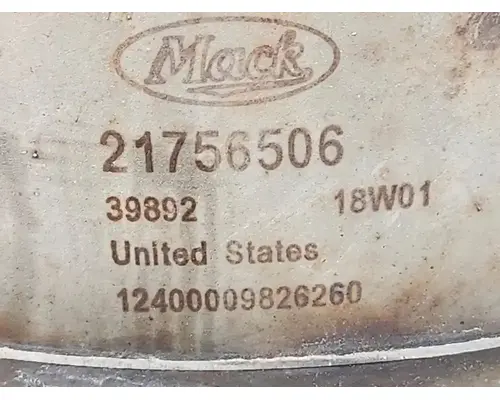 Mack
21756506
39892 18W01
United States
12400009826260